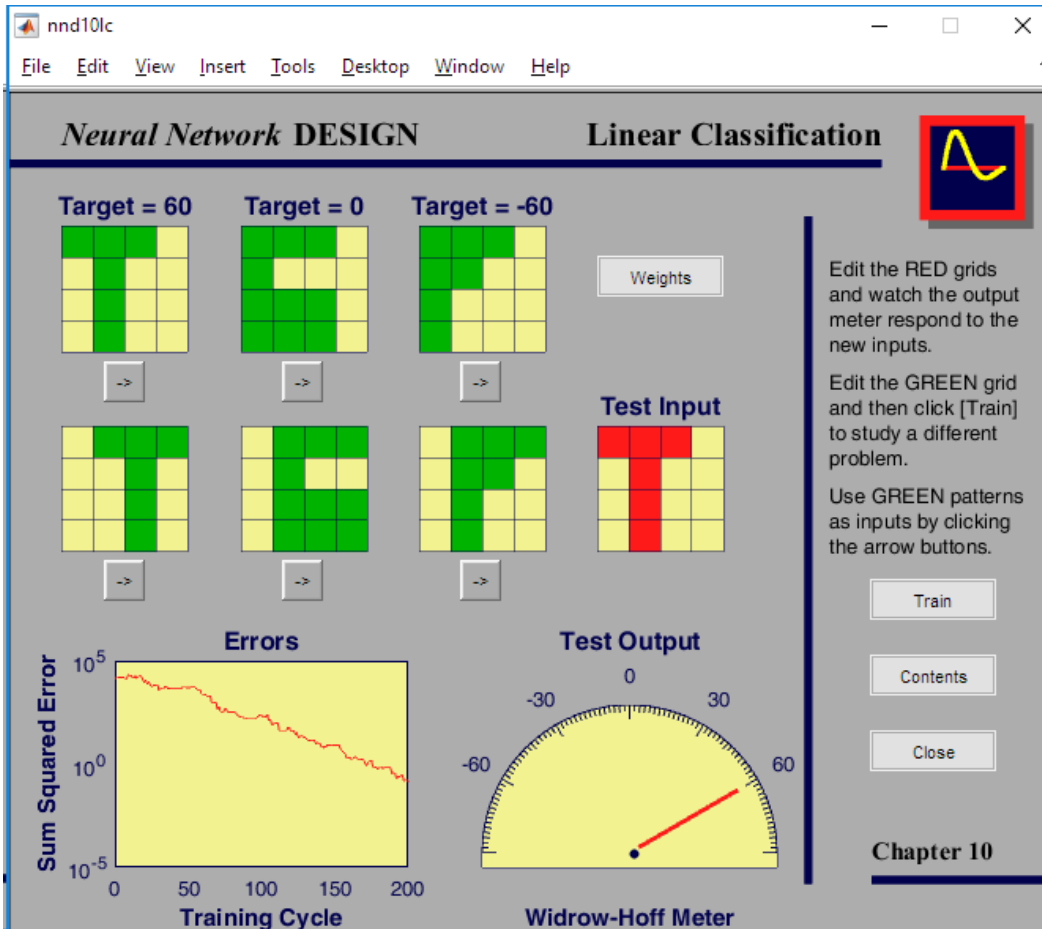 nnd10lc
File Edit View Insert Tools Desktop Window Help
Neural Network DESIGN
Linear Classification
Target = 60
Target = 0
Target = -60
Weights
->
->
->
Test Input
->
->
->
Edit the RED grids
and watch the output
meter respond to the
new inputs.
Edit the GREEN grid
and then click [Train]
to study a different
problem.
Use GREEN patterns
as inputs by clicking
the arrow buttons.
Train
Contents
Close
Chapter 10
Errors
Sum Squared Error
10^5
10^0
10^-5
0 50 100 150 200
Training Cycle
Test Output
-60
-30
0
30
60
Widrow-Hoff Meter